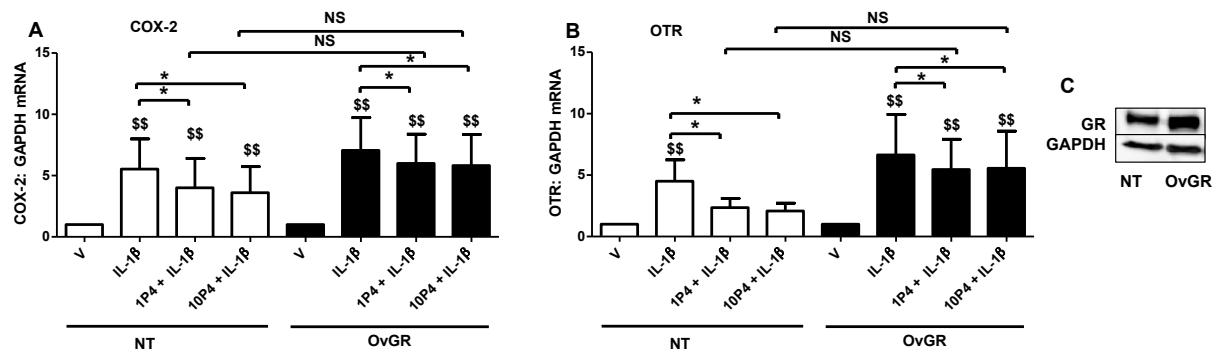 A
COX-2
NS
NS
COX-2: GAPDH mRNA
15
10
5
0
*
*
$$
$$
$$
*
*
$$
$$
$$
V
IL-1β
1P4 + IL-1β
10P4 + IL-1β
V
IL-1β
1P4 + IL-1β
10P4 + IL-1β
NT
OvGR
B
OTR
NS
NS
OTR: GAPDH mRNA
15
10
5
0
*
*
$$
*
*
$$
$$
$$
V
IL-1β
1P4 + IL-1β
10P4 + IL-1β
V
IL-1β
1P4 + IL-1β
10P4 + IL-1β
NT
OvGR
C
GR
GAPDH
NT OvGR